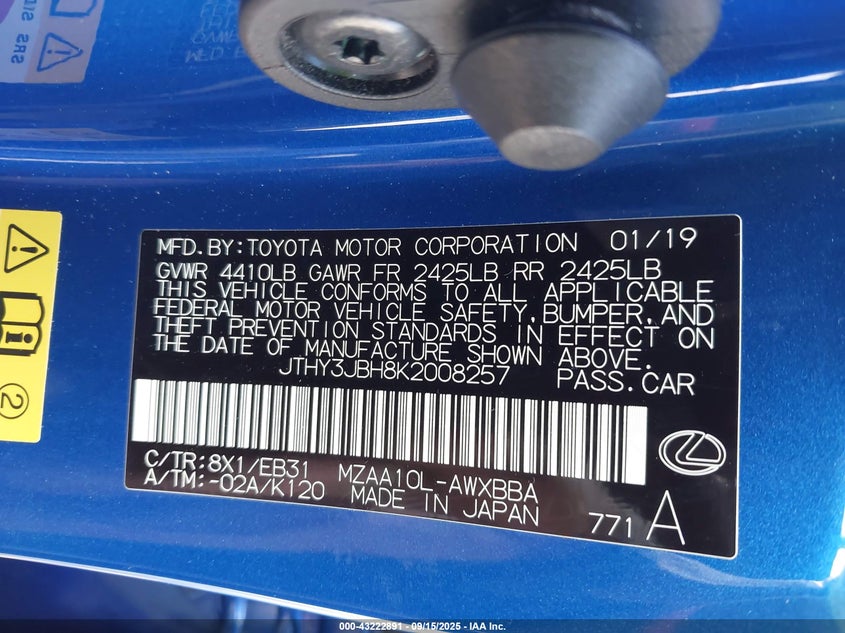 SRS
MFD.BY:TOYOTA MOTOR CORPORATION 01/19
GVWR 4410LB GAWR FR 2425LB RR 2425LB
THIS VEHICLE CONFORMS TO ALL APPLICABLE
FEDERAL MOTOR VEHICLE SAFETY,BUMPER,AND
THEFT PREVENTION STANDARDS IN EFFECT ON
THE DATE OF MANUFACTURE SHOWN ABOVE.
JTHY3JBH8K2008257 PASS.CAR
C/TR:8X1/EB31 MZAA10L-AWXBBA
A/TM:-02A/K120 MADE IN JAPAN
771 A
2
000-43222891 - 09/15/2025 - IAA Inc.